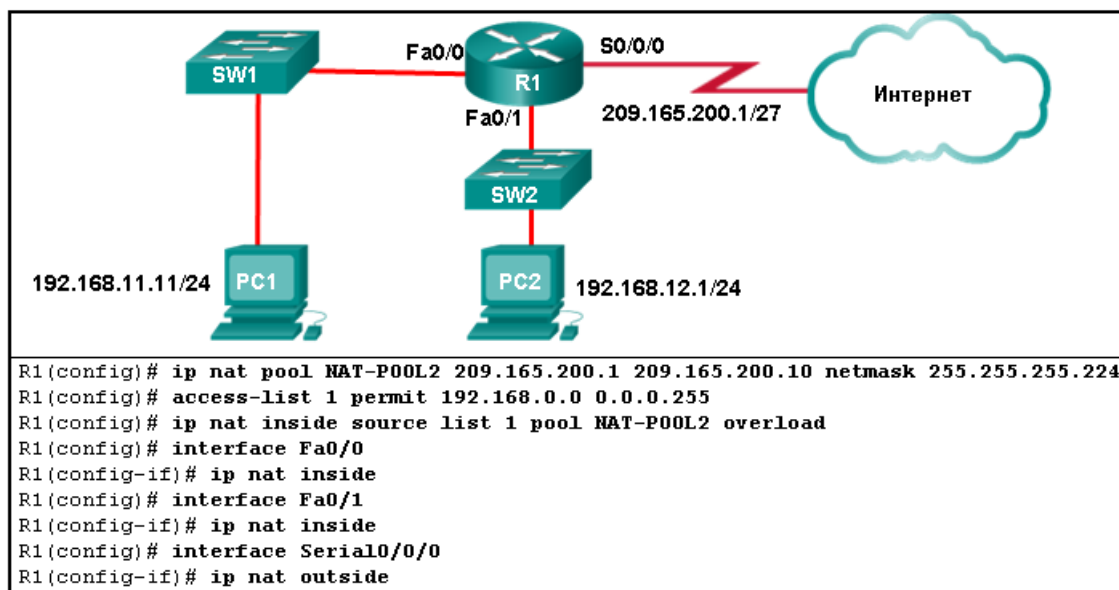 Fa0/0
S0/0/0
SW1
R1
Интернет
Fa0/1
209.165.200.1/27
SW2
192.168.11.11/24
PC1
PC2
192.168.12.1/24
R1(config)# ip nat pool NAT-POOL2 209.165.200.1 209.165.200.10 netmask 255.255.255.224
R1(config)# access-list 1 permit 192.168.0.0 0.0.0.255
R1(config)# ip nat inside source list 1 pool NAT-POOL2 overload
R1(config)# interface Fa0/0
R1(config-if)# ip nat inside
R1(config)# interface Fa0/1
R1(config-if)# ip nat inside
R1(config)# interface Serial0/0/0
R1(config-if)# ip nat outside